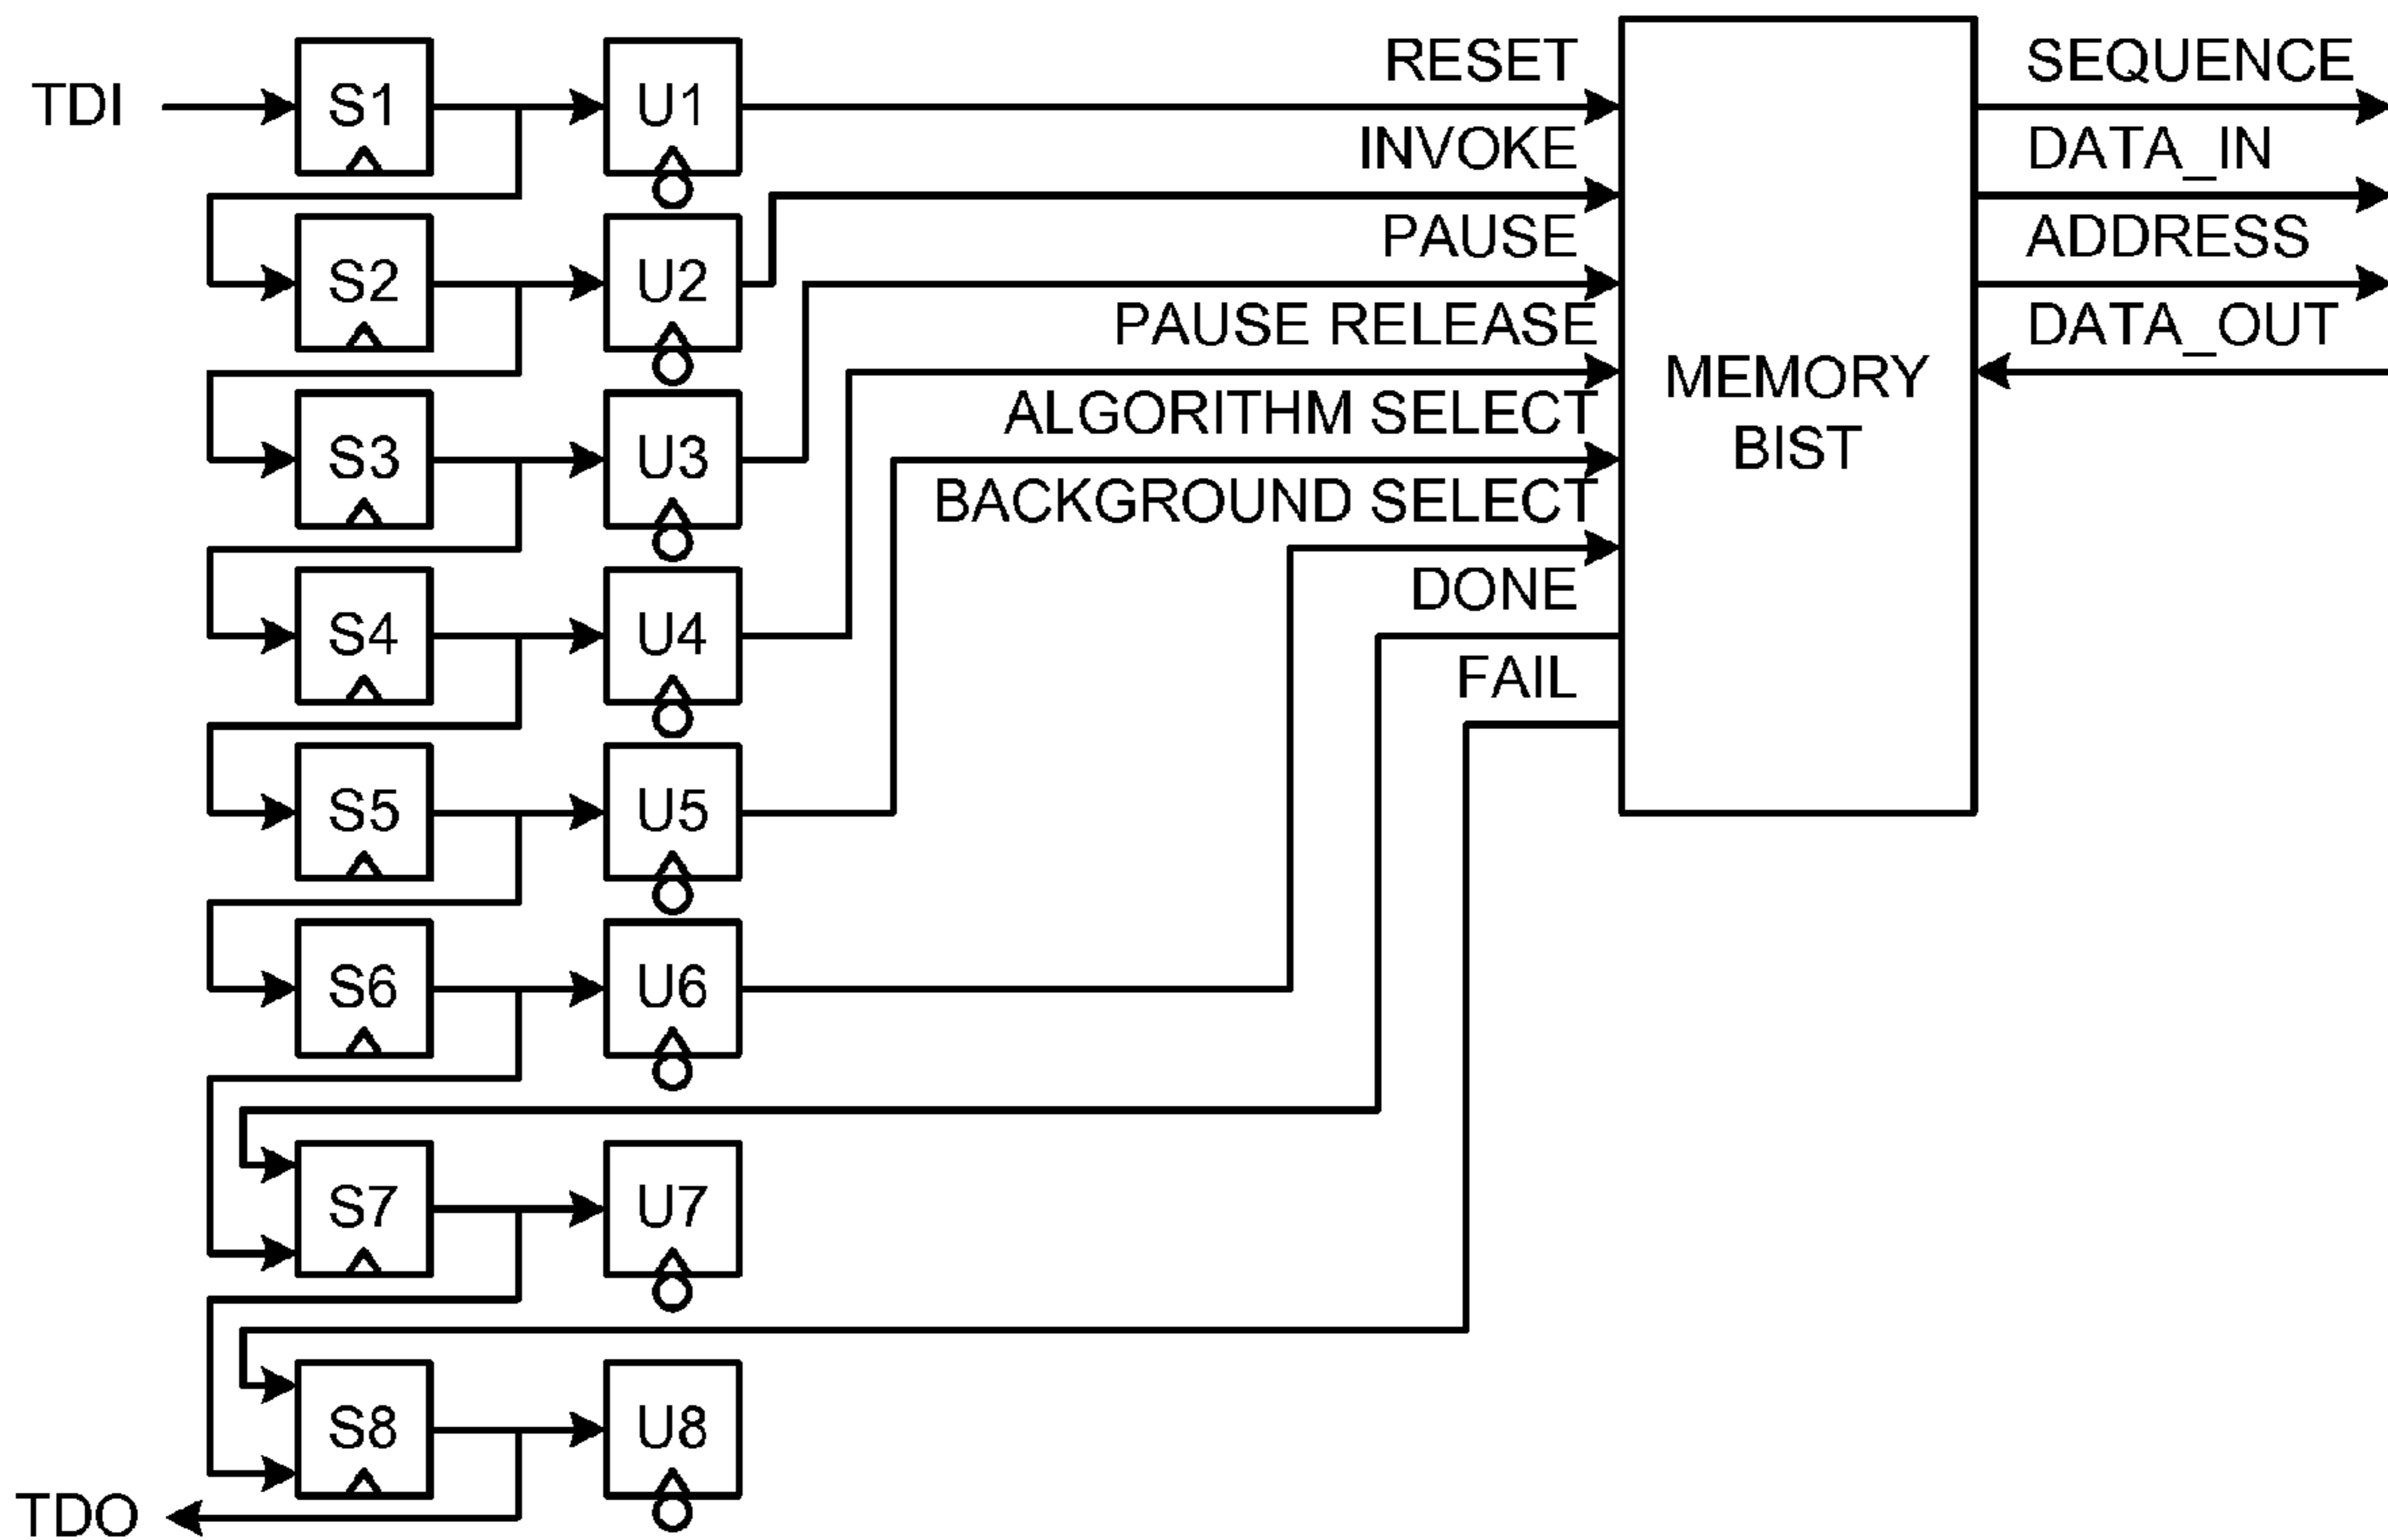 TDI
S1
U1
RESET
SEQUENCE
INVOKE
DATA_IN
S2
U2
PAUSE
ADDRESS
PAUSE RELEASE
DATA_OUT
MEMORY
BIST
ALGORITHM SELECT
S3
U3
BACKGROUND SELECT
DONE
S4
U4
FAIL
S5
U5
S6
U6
S7
U7
S8
U8
TDO